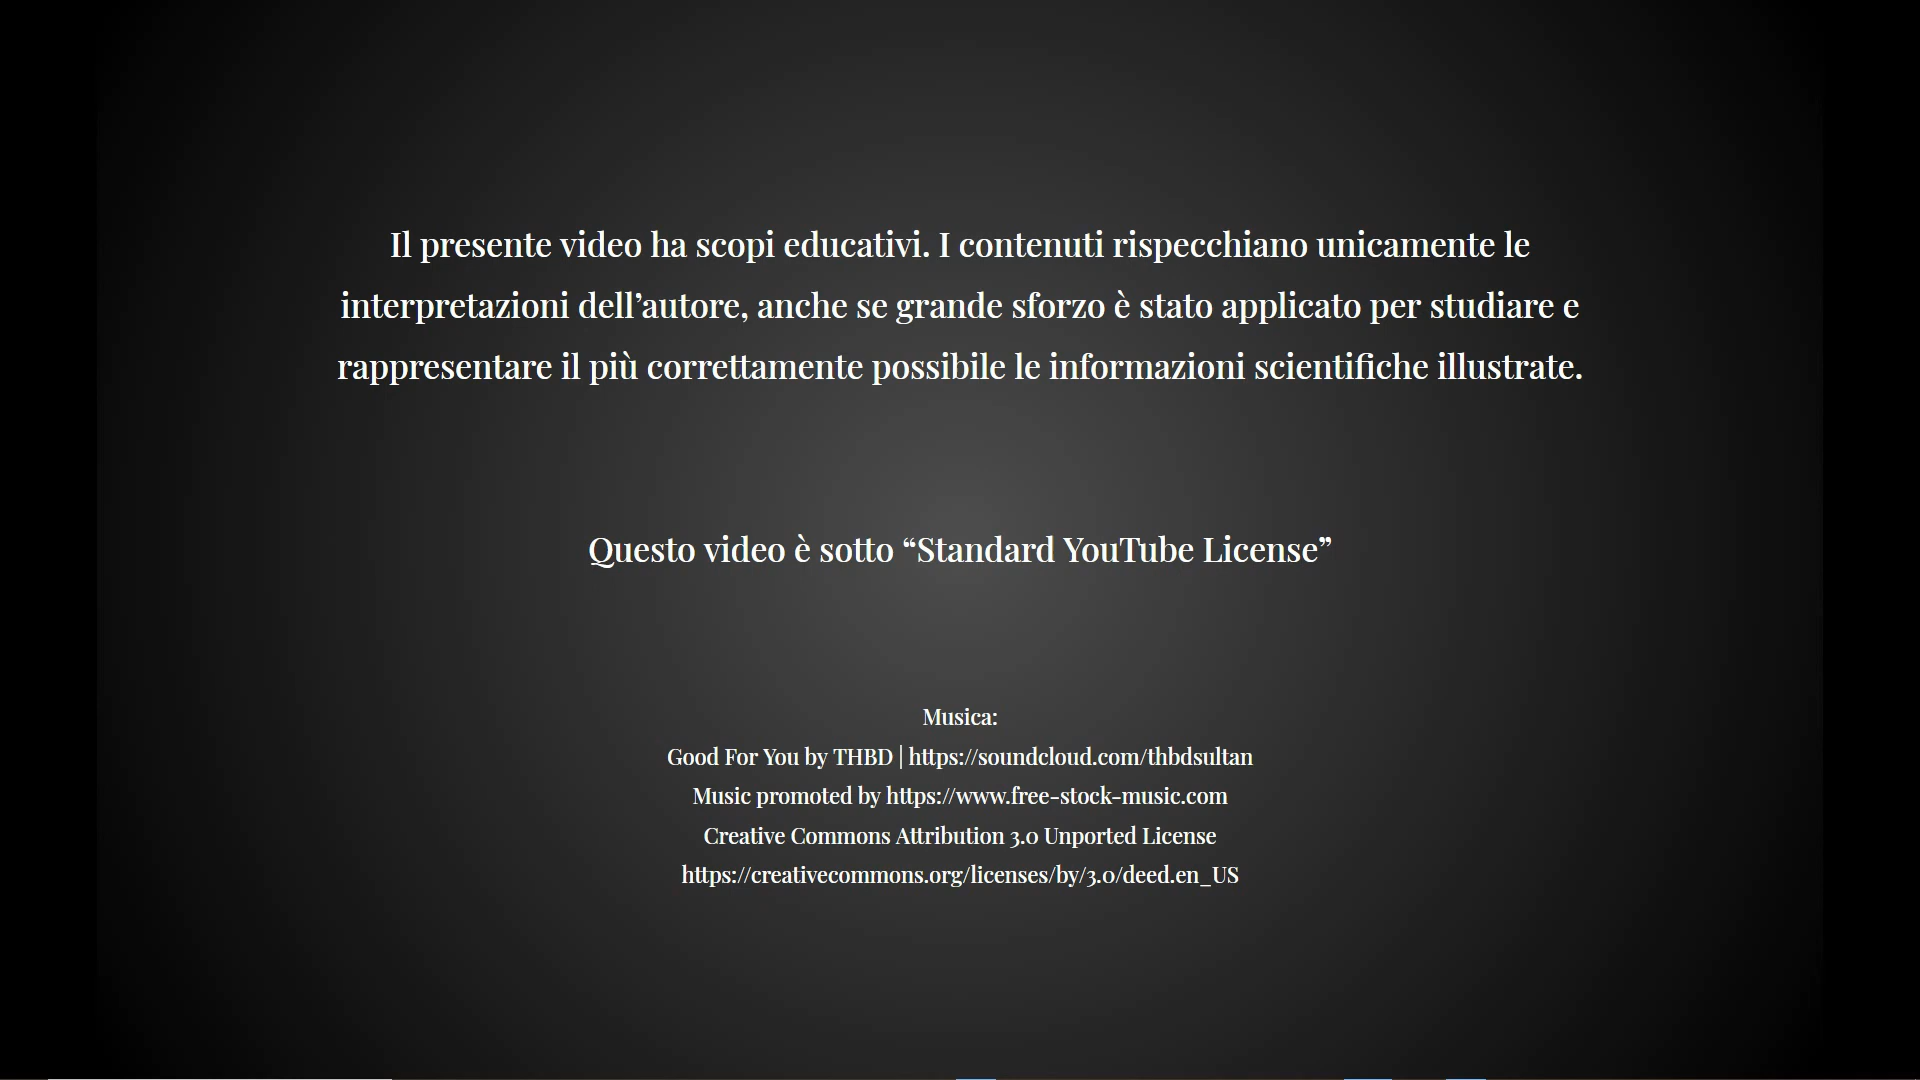 Il presente video ha scopi educativi. I contenuti rispecchiano unicamente le
interpretazioni dell’autore, anche se grande sforzo è stato applicato per studiare e
rappresentare il più correttamente possibile le informazioni scientifiche illustrate.
Questo video è sotto “Standard YouTube License”
Musica:
Good For You by THBD | https://soundcloud.com/thbdsultan
Music promoted by https://www.free-stock-music.com
Creative Commons Attribution 3.0 Unported License
https://creativecommons.org/licenses/by/3.0/deed.en_US